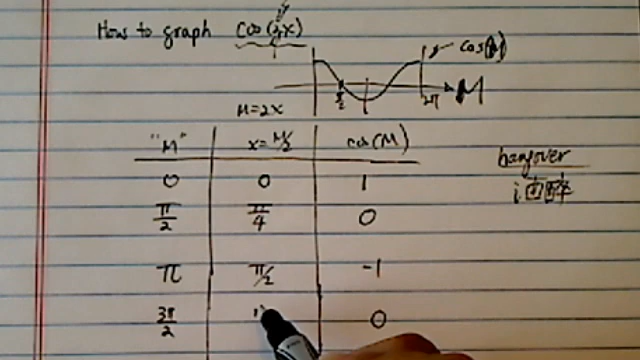 How to graph cos(2x)
cos(M)
π/2 2π M
M=2x
"M" x=M/2 cos(M)
0 0 1
π/2 π/4 0
π π/2 -1
3π/2 0
hangover